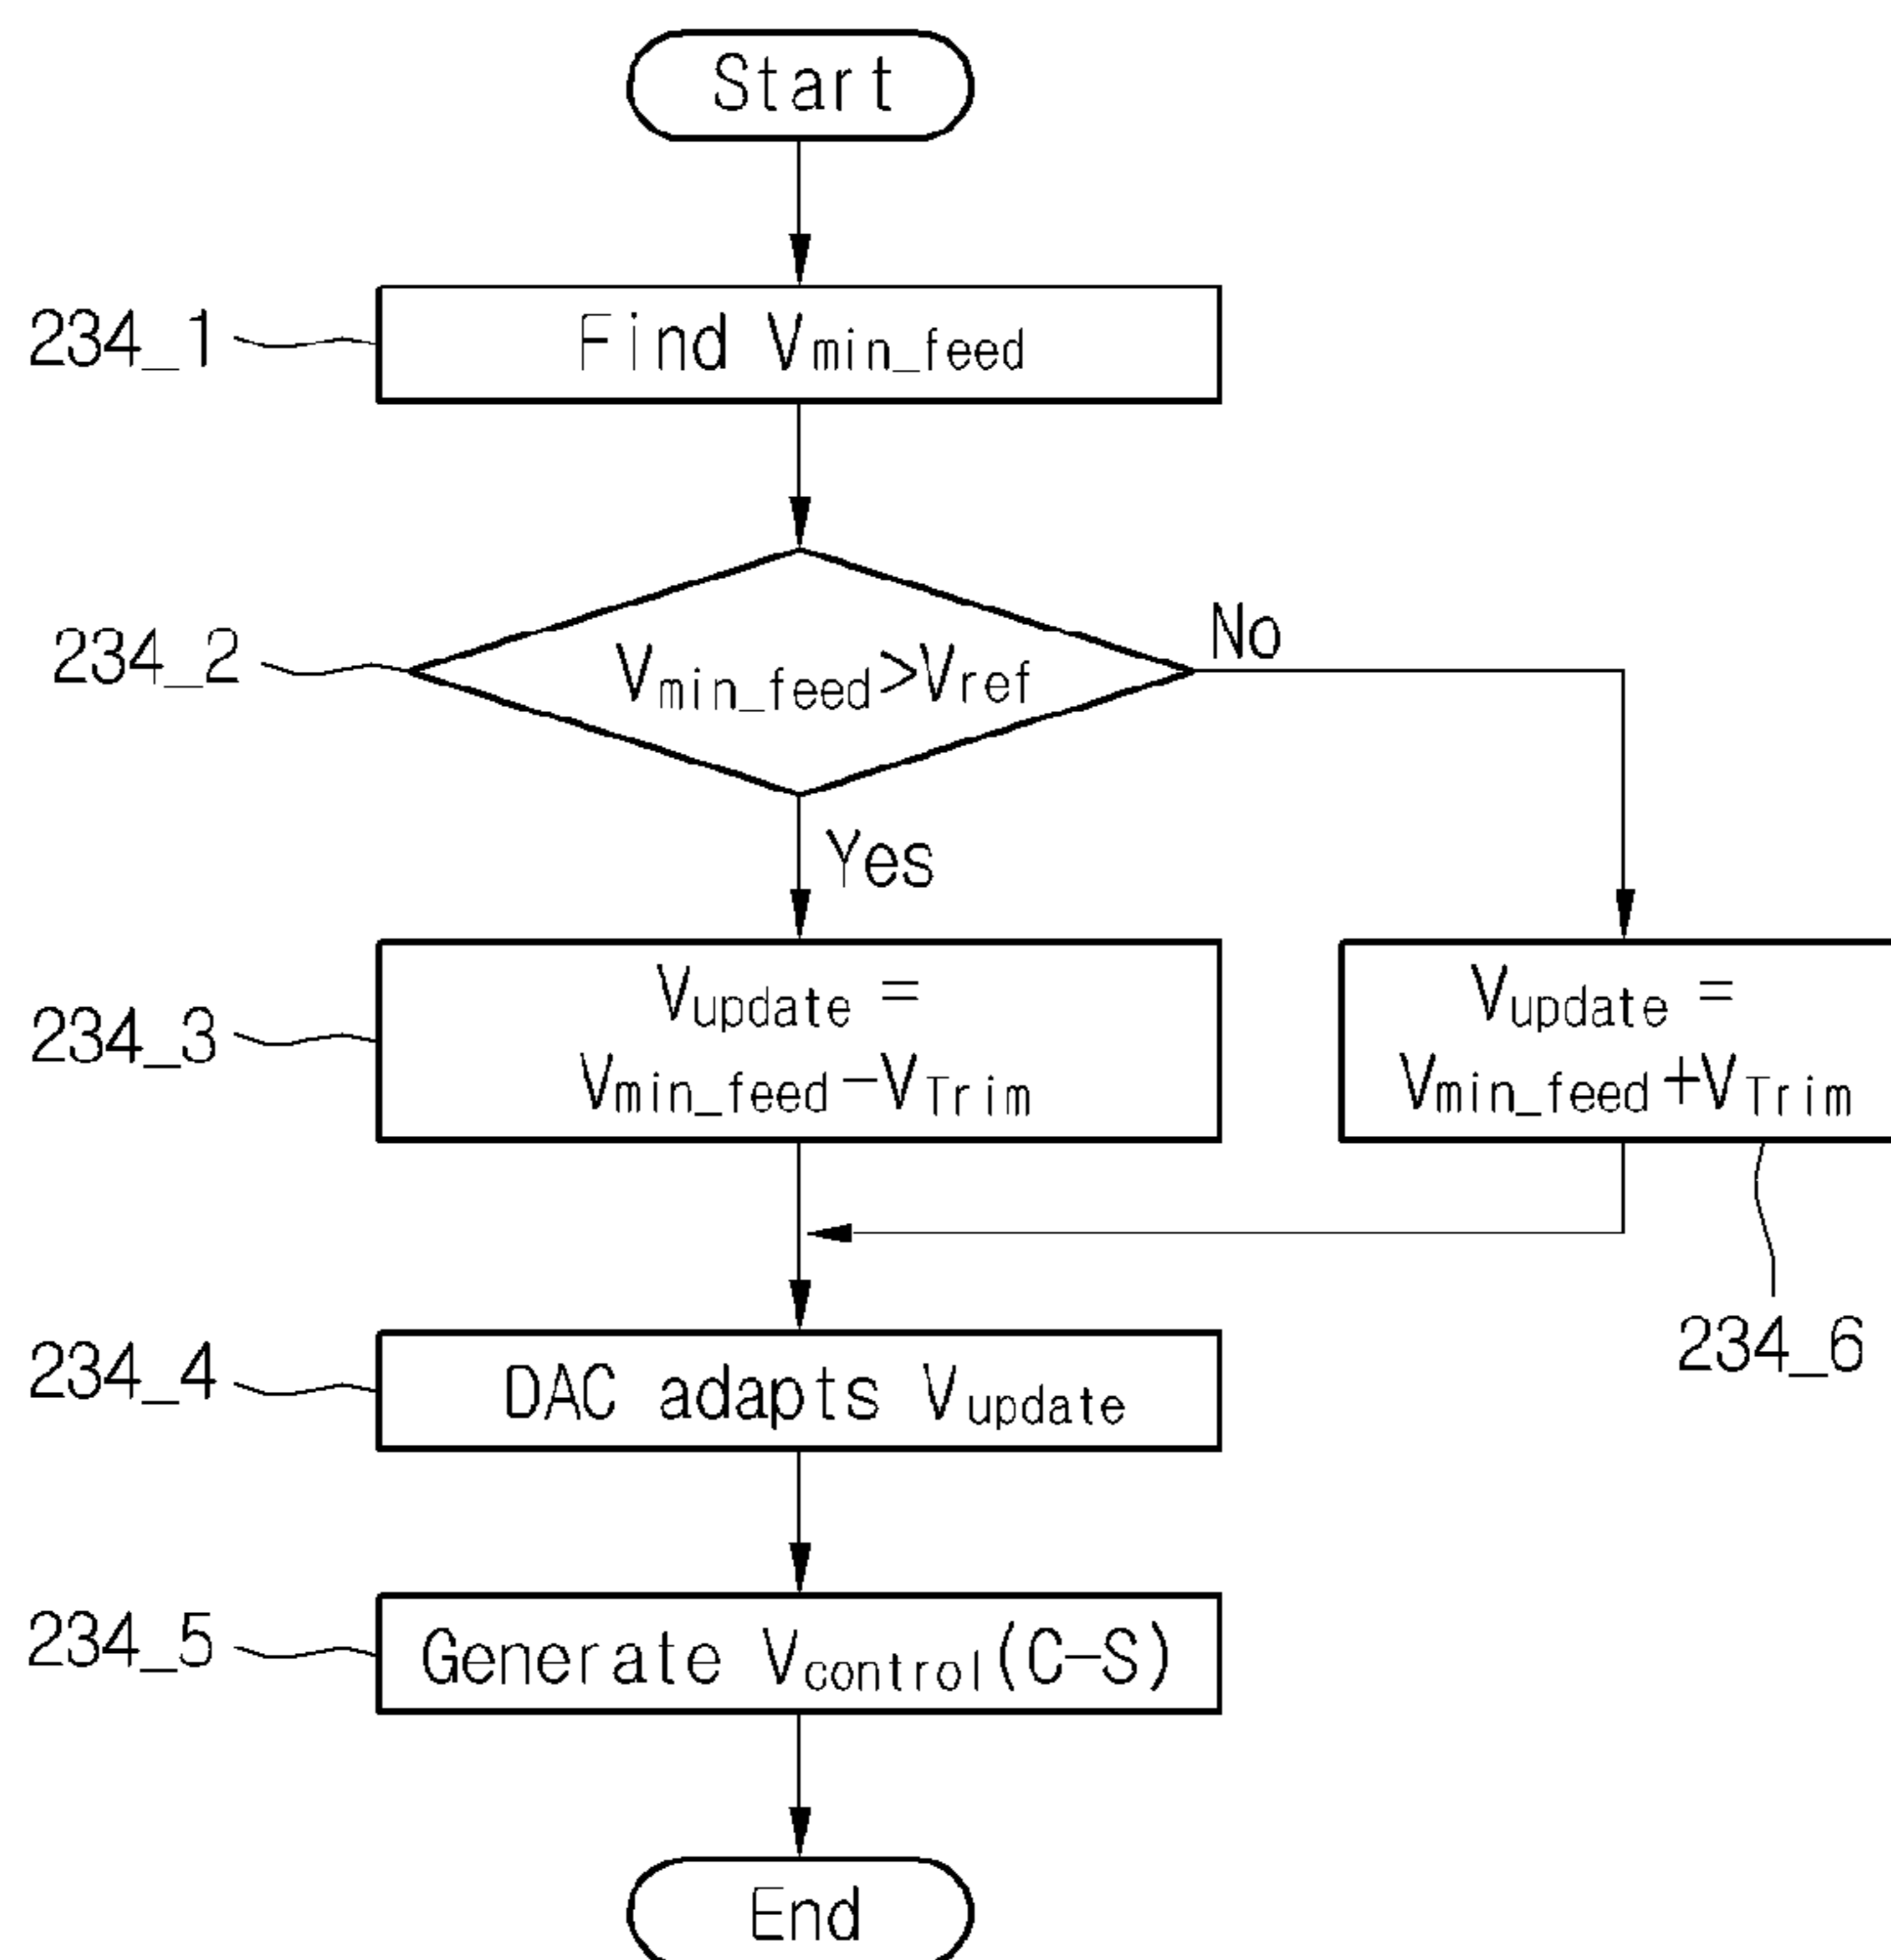 Start
234_1
Find Vmin_feed
234_2
Vmin_feed>Vref
No
Yes
234_3
Vupdate =
Vmin_feed-VTrim
Vupdate =
Vmin_feed+VTrim
234_6
234_4
DAC adapts Vupdate
234_5
Generate Vcontrol(C-S)
End